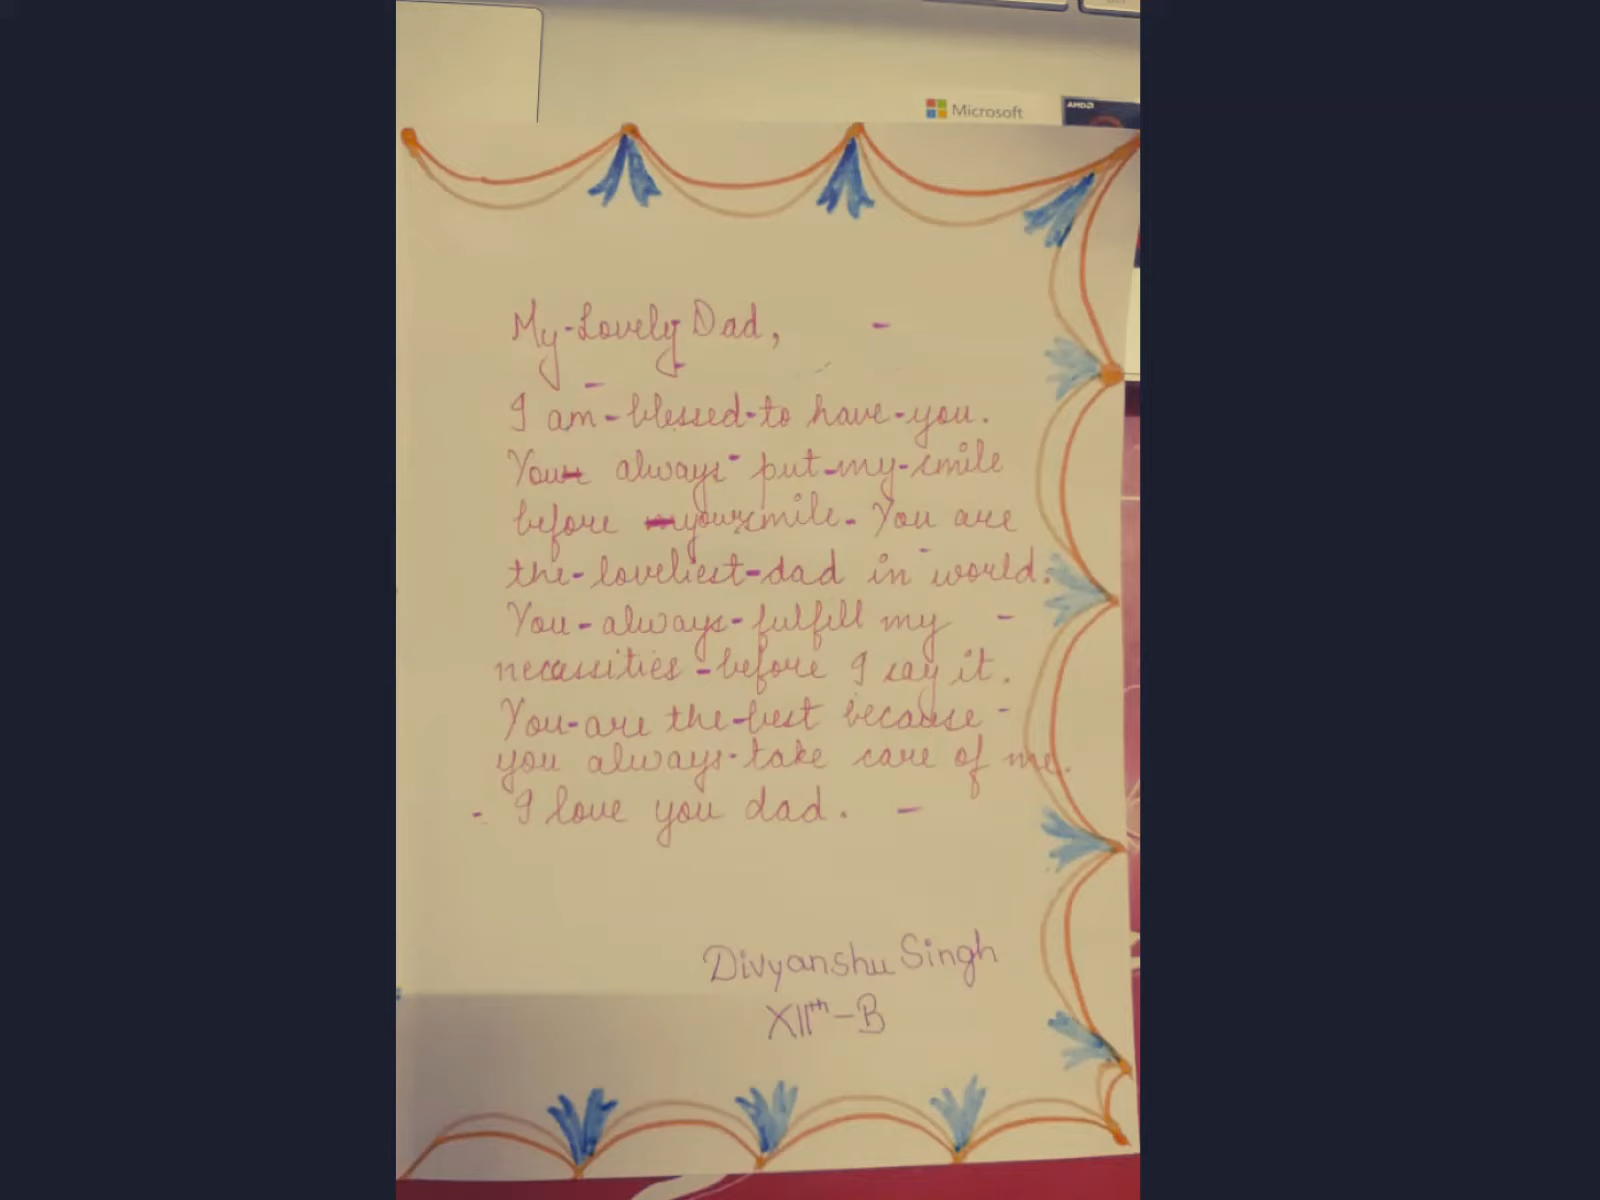 Microsoft
AMD
My-Lovely Dad, -
I am-blessed-to have-you.
You always- put-my-smile
before your smile. You are
the-loveliest-dad in world.
You-always-fulfill my -
necessities-before I say it.
You-are the-best because -
you always-take care of me.
- I love you dad. -
Divyanshu Singh
XIIth-B